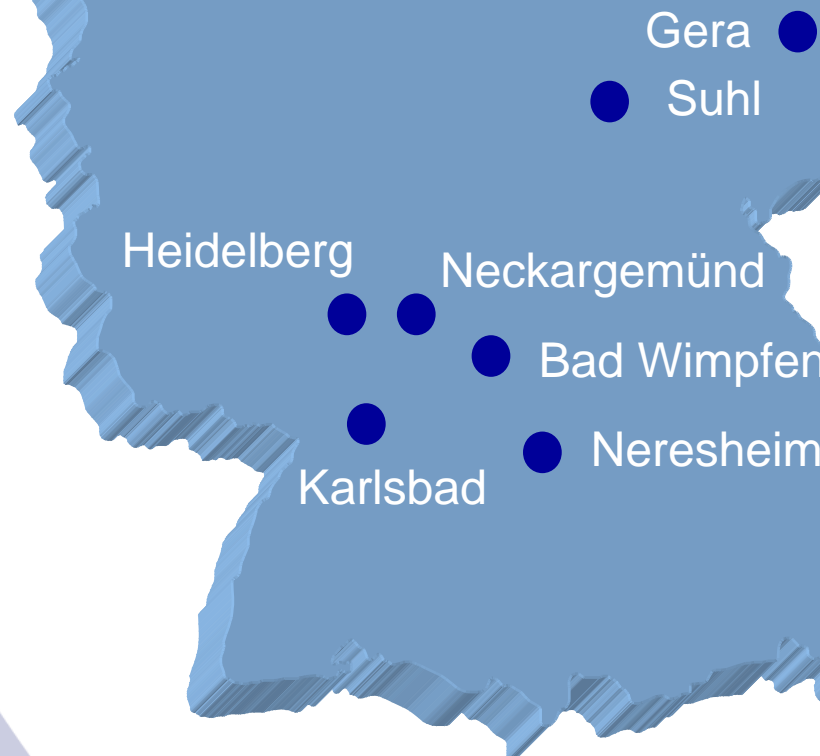 Gera
Suhl
Heidelberg
Neckargemünd
Bad Wimpfen
Neresheim
Karlsbad